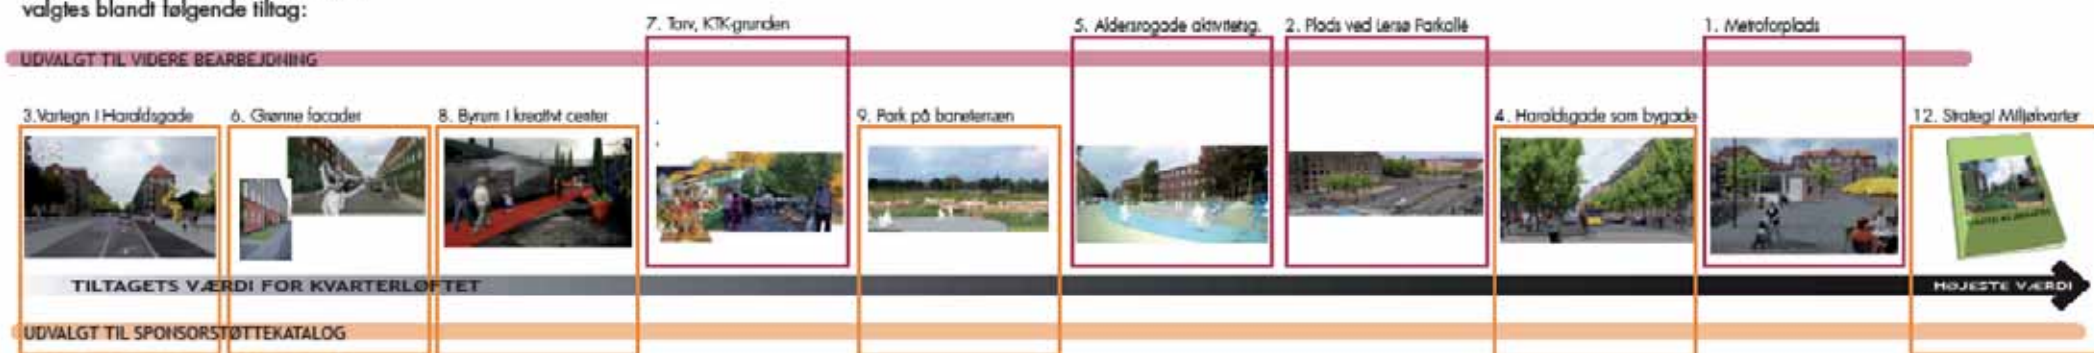 valgtes blandt følgende tiltag:
7. Torv, KTK-grunden
5. Aldersrogade aktivitetsg.
2. Plads ved Lersø Parkallé
1. Metroforplads
UDVALGT TIL VIDERE BEARBEJDNING
3.Vartegn i Haraldsgade
6. Grønne facader
8. Byrum i kreativt center
9. Park på baneterræn
4. Haraldsgade som bygade
12. Strategi Miljøkvarter
TILTAGETS VÆRDI FOR KVARTERLØFTET
HØJESTE VÆRDI
UDVALGT TIL SPONSORSTØTTEKATALOG